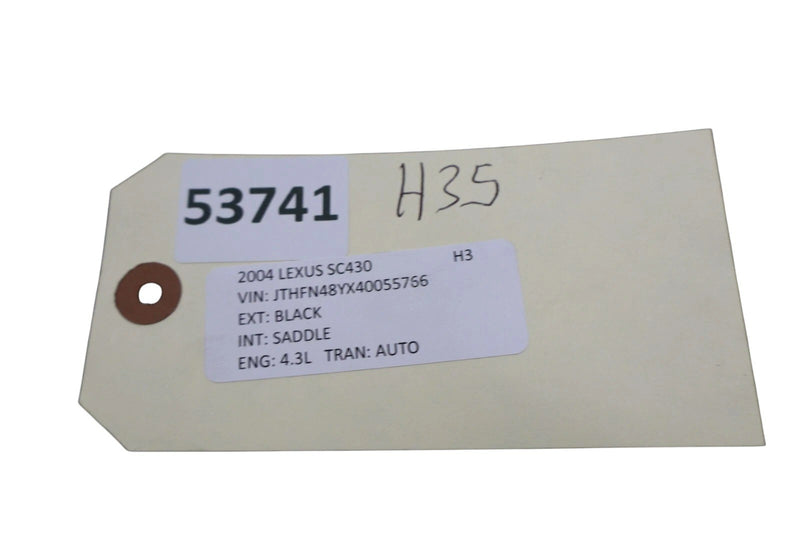 53741
H35
2004 LEXUS SC430 H3
VIN: JTHFN48YX40055766
EXT: BLACK
INT: SADDLE
ENG: 4.3L TRAN: AUTO